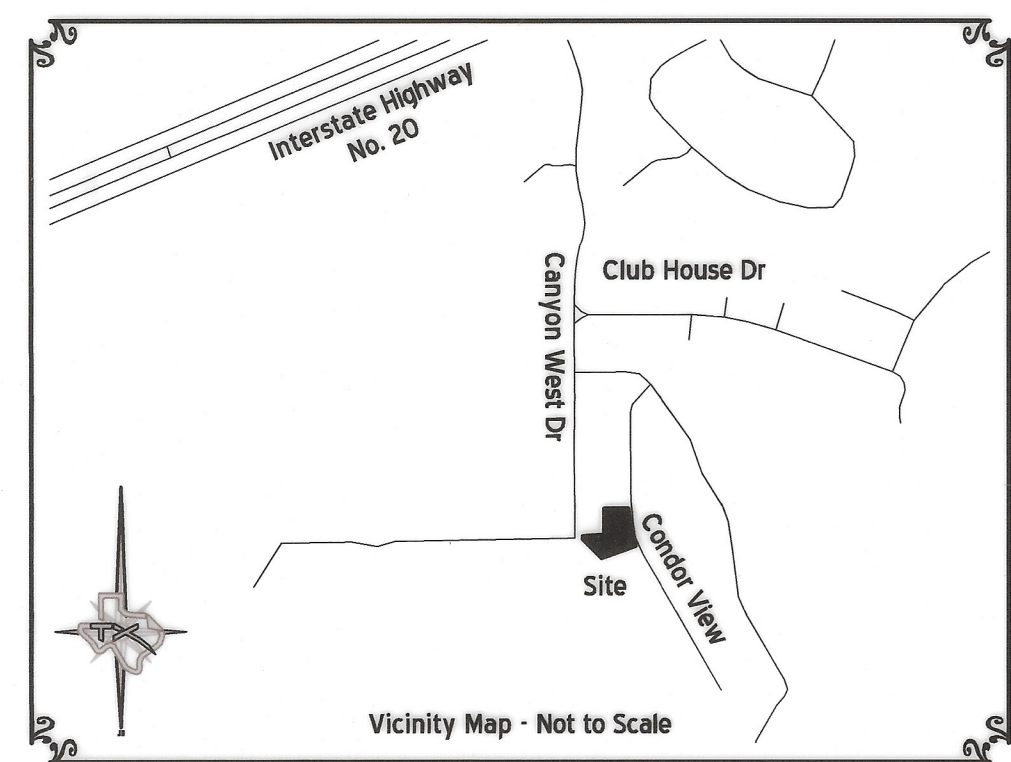 Interstate Highway
No. 20
Club House Dr
Canyon West Dr
Condor View
Site
TX
Vicinity Map - Not to Scale